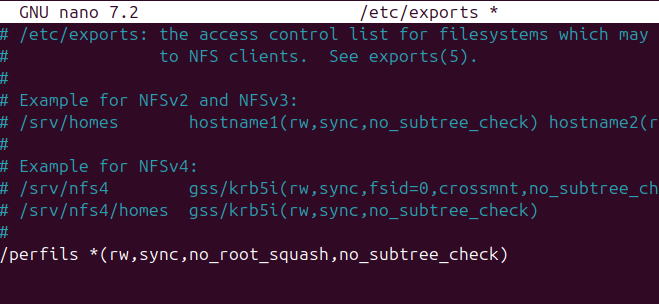 GNU nano 7.2 /etc/exports *
# /etc/exports: the access control list for filesystems which may
# to NFS clients. See exports(5).
#
# Example for NFSv2 and NFSv3:
# /srv/homes hostname1(rw,sync,no_subtree_check) hostname2(r
#
# Example for NFSv4:
# /srv/nfs4 gss/krb5i(rw,sync,fsid=0,crossmnt,no_subtree_ch
# /srv/nfs4/homes gss/krb5i(rw,sync,no_subtree_check)
#
/perfils *(rw,sync,no_root_squash,no_subtree_check)